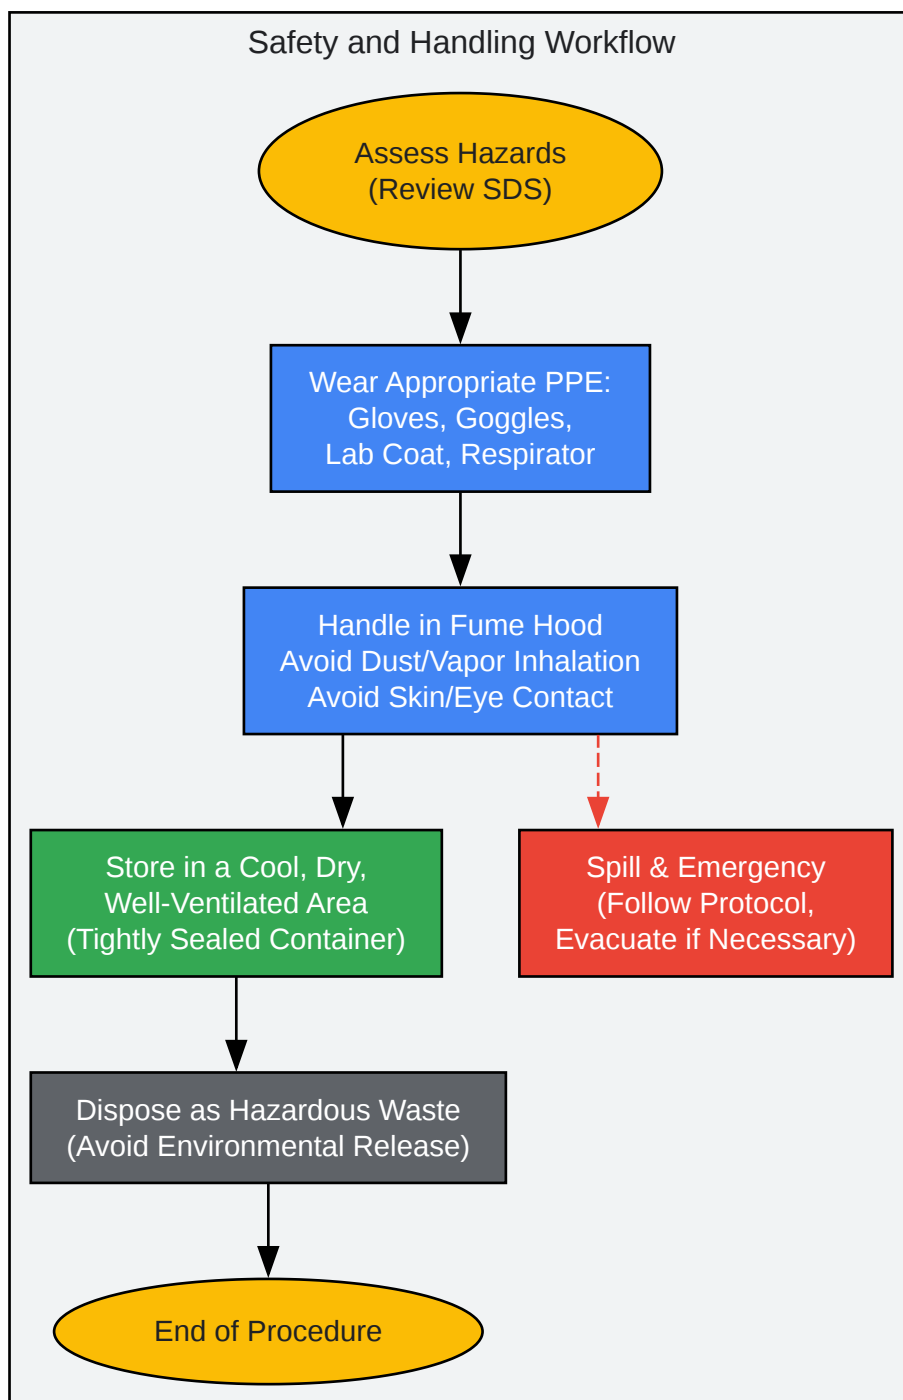 Safety and Handling Workflow
Assess Hazards
(Review SDS)
Wear Appropriate PPE:
Gloves, Goggles,
Lab Coat, Respirator
Handle in Fume Hood
Avoid Dust/Vapor Inhalation
Avoid Skin/Eye Contact
Store in a Cool, Dry,
Well-Ventilated Area
(Tightly Sealed Container)
Spill & Emergency
(Follow Protocol,
Evacuate if Necessary)
Dispose as Hazardous Waste
(Avoid Environmental Release)
End of Procedure